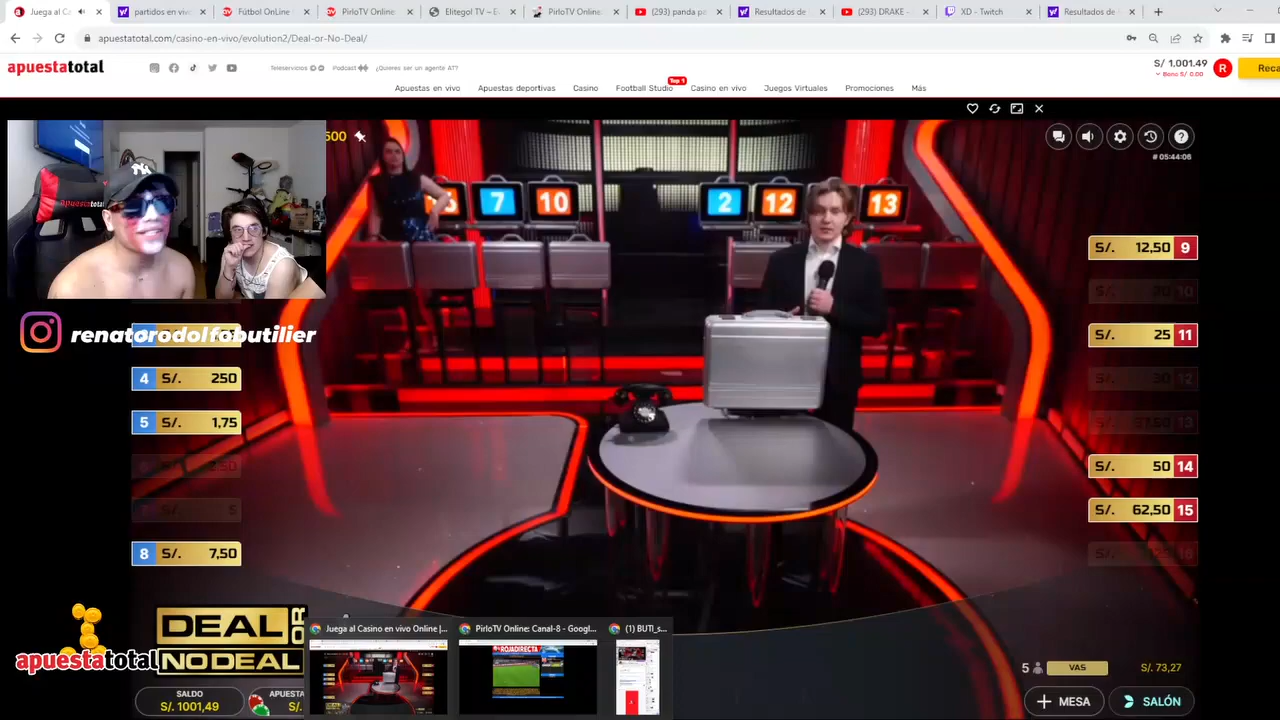 Juega al C
partidos en viv
Fútbol OnLine
PirloTV Online
Elitegol TV – E
PirloTV Online
(293) panda pa
Resultados de
(293) DRAKE -
XD - Twitch
Resultados de
apuestatotal.com/casino-en-vivo/evolution2/Deal-or-No-Deal/
apuestatotal
Teleservicios
Podcast
¿Quieres ser un agente AT?
S/ 1,001.49
Bono S/ 0.00
R
Reca
Apuestas en vivo
Apuestas deportivas
Casino
Football Studio
Top 1
Casino en vivo
Juegos Virtuales
Promociones
Más
500
# 05:44:06
7
10
2
12
13
S/. 12,50 9
S/. 25 11
S/. 50 14
S/. 62,50 15
renatorodolfobutilier
4 S/. 250
5 S/. 1,75
8 S/. 7,50
DEAL OR
NO DEAL
apuestatotal
SALDO
S/. 1001,49
APUESTA
S/.
Juega al Casino en vivo Online |...
PirloTV Online: Canal-8 - Googl...
(1) BUTI_s...
ROJADIRECTA
5
VAS
S/. 73,27
MESA
SALÓN